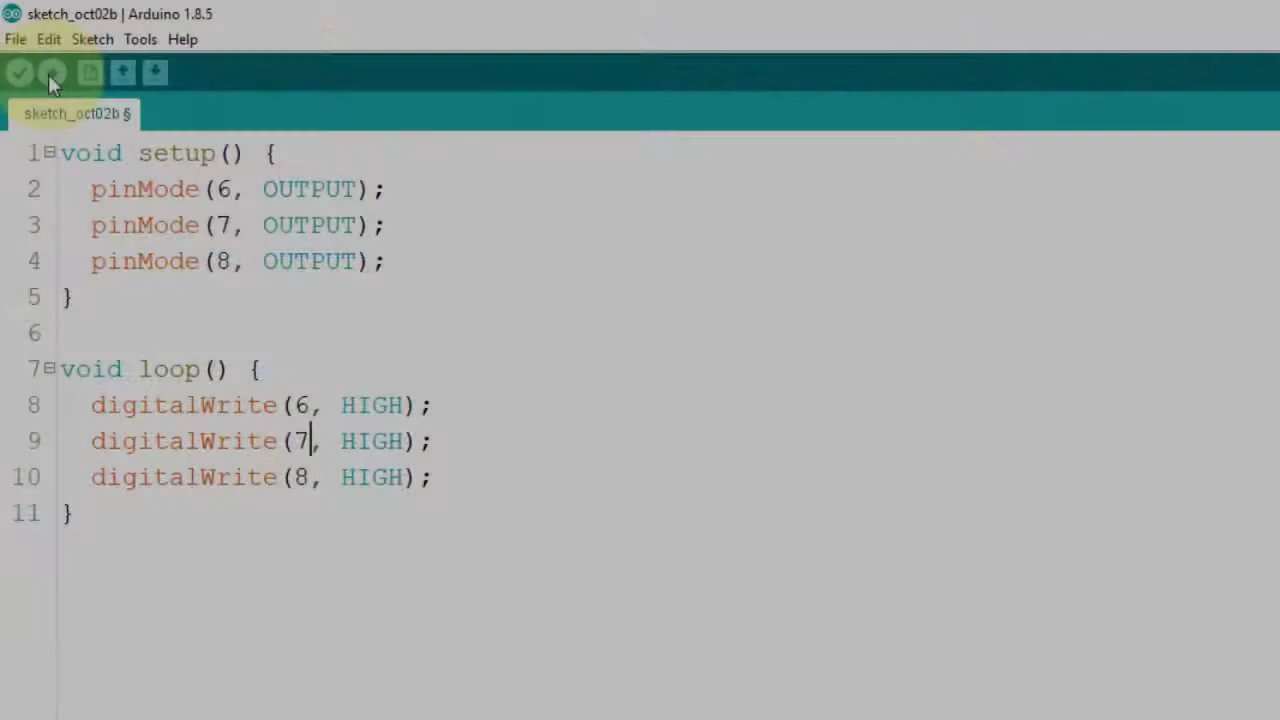 sketch_oct02b | Arduino 1.8.5
File Edit Sketch Tools Help
sketch_oct02b §
1 void setup() {
2 pinMode(6, OUTPUT);
3 pinMode(7, OUTPUT);
4 pinMode(8, OUTPUT);
5 }
6
7 void loop() {
8 digitalWrite(6, HIGH);
9 digitalWrite(7, HIGH);
10 digitalWrite(8, HIGH);
11 }